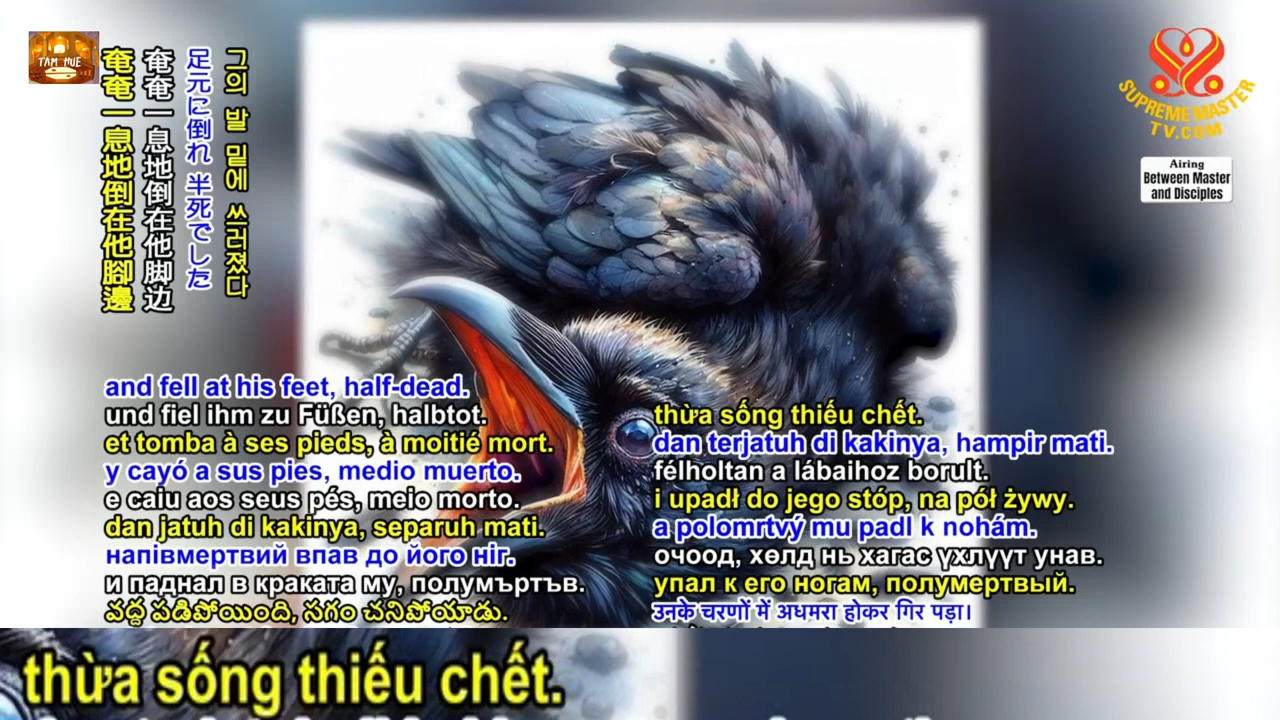 TAM HUE
奄奄一息地倒在他腳邊
奄奄一息地倒在他脚边
足元に倒れ 半死でした
그의 발 밑에 쓰러졌다
SUPREME MASTER
TV.COM
Airing
Between Master
and Disciples
and fell at his feet, half-dead.
und fiel ihm zu Füßen, halbtot.
et tomba à ses pieds, à moitié mort.
y cayó a sus pies, medio muerto.
e caiu aos seus pés, meio morto.
dan jatuh di kakinya, separuh mati.
напівмертвий впав до його ніг.
и паднал в краката му, полумъртъв.
వద్ద పడిపోయింది, సగం చనిపోయాడు.
thừa sống thiếu chết.
dan terjatuh di kakinya, hampir mati.
félholtan a lábaihoz borult.
i upadł do jego stóp, na pół żywy.
a polomrtvý mu padl k nohám.
очоод, хөлд нь хагас үхлүүт унав.
упал к его ногам, полумертвый.
उनके चरणों में अधमरा होकर गिर पड़ा।
thừa sống thiếu chết.